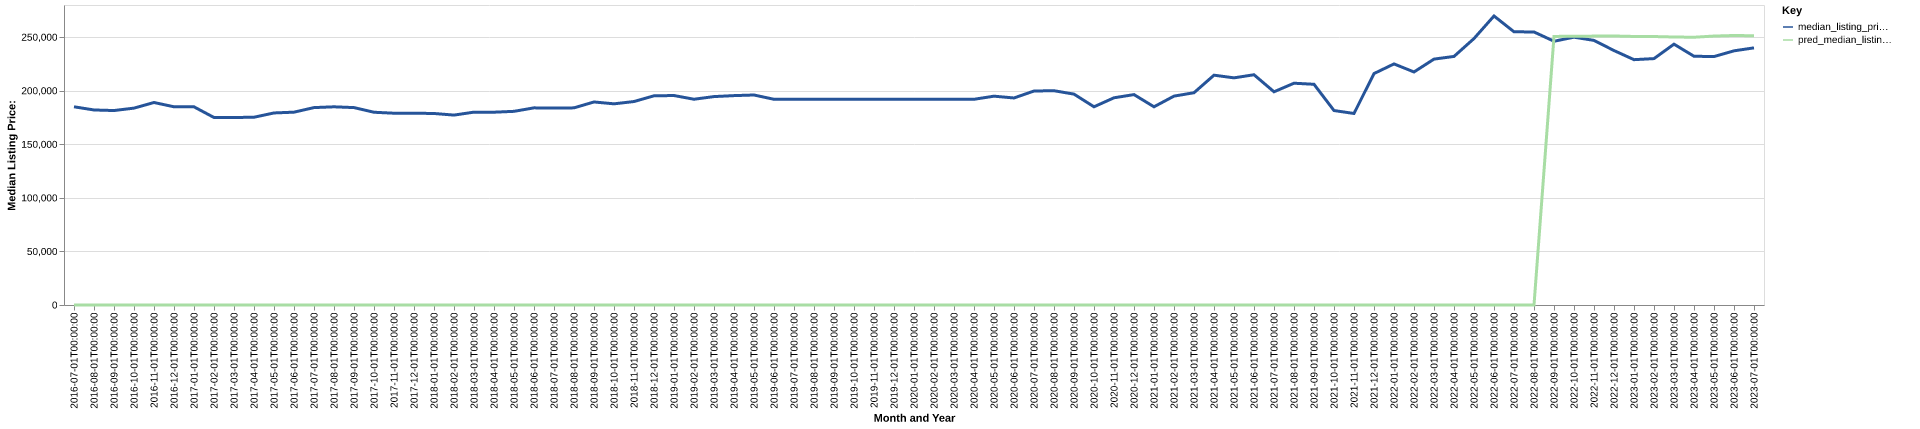 Key
median_listing_pri…
pred_median_listin…
Median Listing Price:
250,000
200,000
150,000
100,000
50,000
0
2016-07-01T00:00:00
2016-08-01T00:00:00
2016-09-01T00:00:00
2016-10-01T00:00:00
2016-11-01T00:00:00
2016-12-01T00:00:00
2017-01-01T00:00:00
2017-02-01T00:00:00
2017-03-01T00:00:00
2017-04-01T00:00:00
2017-05-01T00:00:00
2017-06-01T00:00:00
2017-07-01T00:00:00
2017-08-01T00:00:00
2017-09-01T00:00:00
2017-10-01T00:00:00
2017-11-01T00:00:00
2017-12-01T00:00:00
2018-01-01T00:00:00
2018-02-01T00:00:00
2018-03-01T00:00:00
2018-04-01T00:00:00
2018-05-01T00:00:00
2018-06-01T00:00:00
2018-07-01T00:00:00
2018-08-01T00:00:00
2018-09-01T00:00:00
2018-10-01T00:00:00
2018-11-01T00:00:00
2018-12-01T00:00:00
2019-01-01T00:00:00
2019-02-01T00:00:00
2019-03-01T00:00:00
2019-04-01T00:00:00
2019-05-01T00:00:00
2019-06-01T00:00:00
2019-07-01T00:00:00
2019-08-01T00:00:00
2019-09-01T00:00:00
2019-10-01T00:00:00
2019-11-01T00:00:00
2019-12-01T00:00:00
2020-01-01T00:00:00
2020-02-01T00:00:00
2020-03-01T00:00:00
2020-04-01T00:00:00
2020-05-01T00:00:00
2020-06-01T00:00:00
2020-07-01T00:00:00
2020-08-01T00:00:00
2020-09-01T00:00:00
2020-10-01T00:00:00
2020-11-01T00:00:00
2020-12-01T00:00:00
2021-01-01T00:00:00
2021-02-01T00:00:00
2021-03-01T00:00:00
2021-04-01T00:00:00
2021-05-01T00:00:00
2021-06-01T00:00:00
2021-07-01T00:00:00
2021-08-01T00:00:00
2021-09-01T00:00:00
2021-10-01T00:00:00
2021-11-01T00:00:00
2021-12-01T00:00:00
2022-01-01T00:00:00
2022-02-01T00:00:00
2022-03-01T00:00:00
2022-04-01T00:00:00
2022-05-01T00:00:00
2022-06-01T00:00:00
2022-07-01T00:00:00
2022-08-01T00:00:00
2022-09-01T00:00:00
2022-10-01T00:00:00
2022-11-01T00:00:00
2022-12-01T00:00:00
2023-01-01T00:00:00
2023-02-01T00:00:00
2023-03-01T00:00:00
2023-04-01T00:00:00
2023-05-01T00:00:00
2023-06-01T00:00:00
2023-07-01T00:00:00
Month and Year